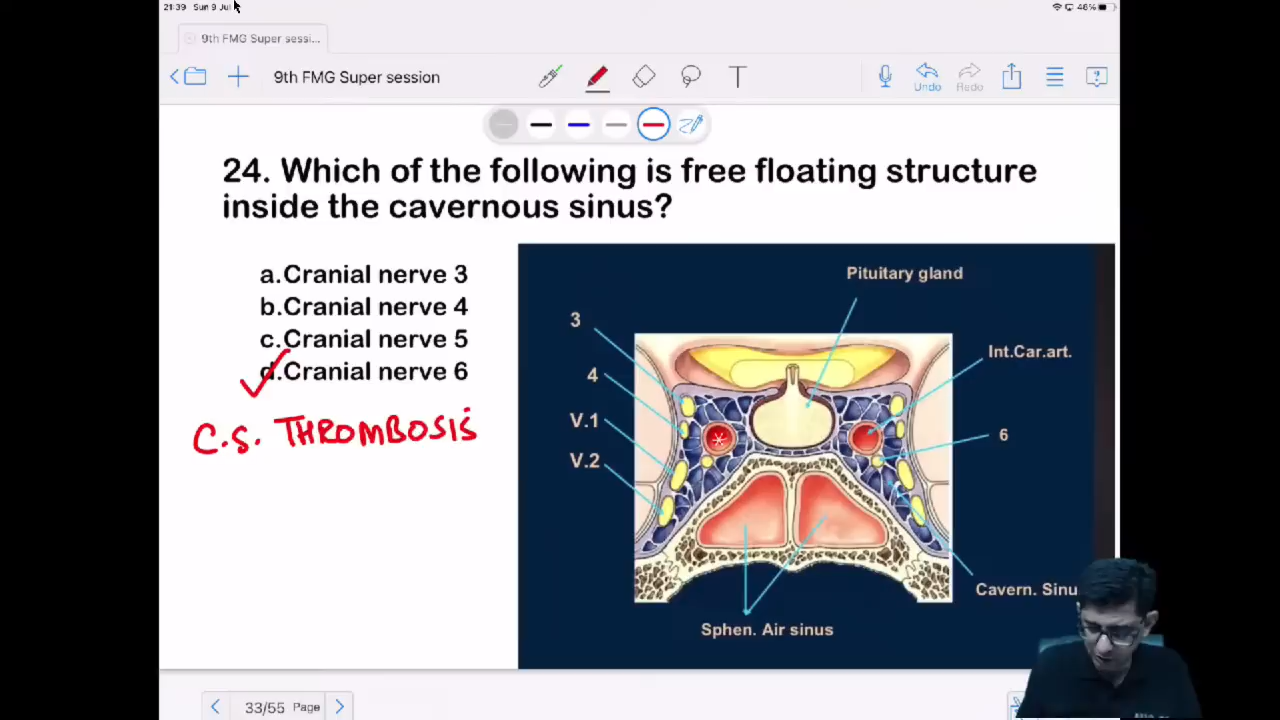 21:39 Sun 9 Jul
46%
9th FMG Super sessi...
9th FMG Super session
T
Undo
Redo
24. Which of the following is free floating structure
inside the cavernous sinus?
a.Cranial nerve 3
b.Cranial nerve 4
c.Cranial nerve 5
d.Cranial nerve 6
C.S. THROMBOSIS
Pituitary gland
3
Int.Car.art.
4
V.1
6
V.2
Cavern. Sinu
Sphen. Air sinus
33/55 Page